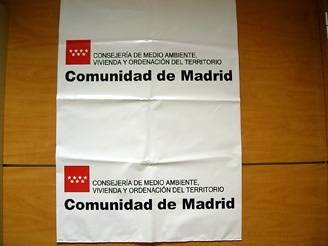 CONSEJERÍA DE MEDIO AMBIENTE,
VIVIENDA Y ORDENACIÓN DEL TERRITORIO
Comunidad de Madrid
CONSEJERÍA DE MEDIO AMBIENTE,
VIVIENDA Y ORDENACIÓN DEL TERRITORIO
Comunidad de Madrid